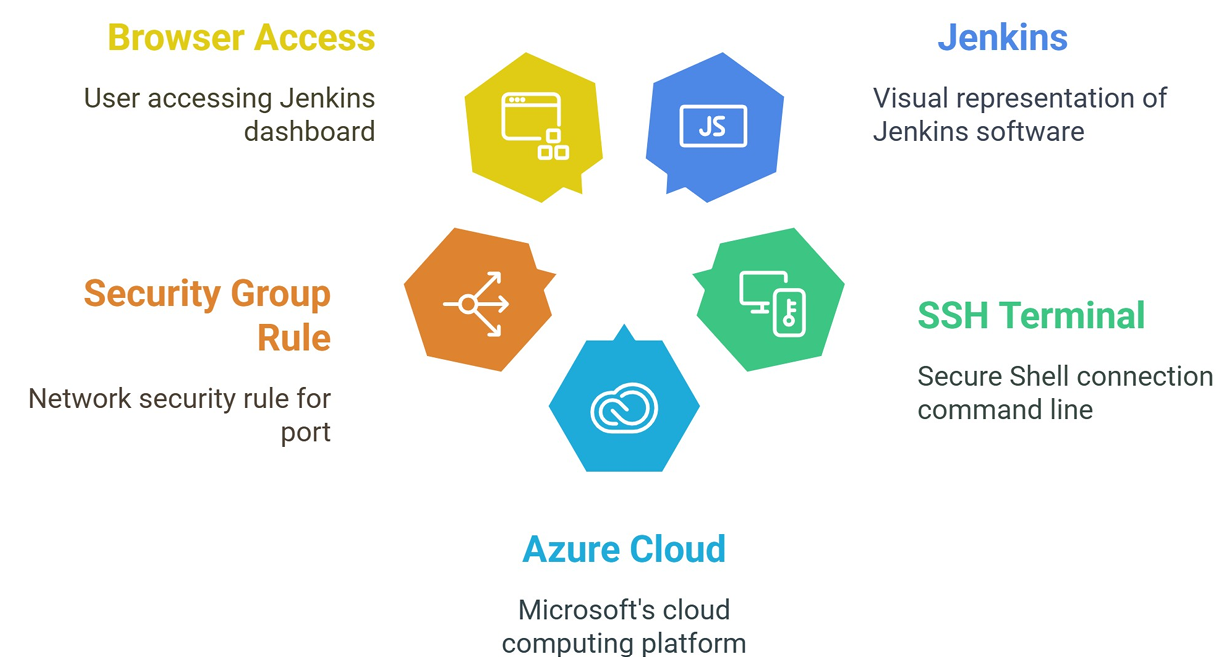 Browser Access
User accessing Jenkins
dashboard
Jenkins
Visual representation of
Jenkins software
JS
Security Group
Rule
Network security rule for
port
SSH Terminal
Secure Shell connection
command line
Azure Cloud
Microsoft's cloud
computing platform